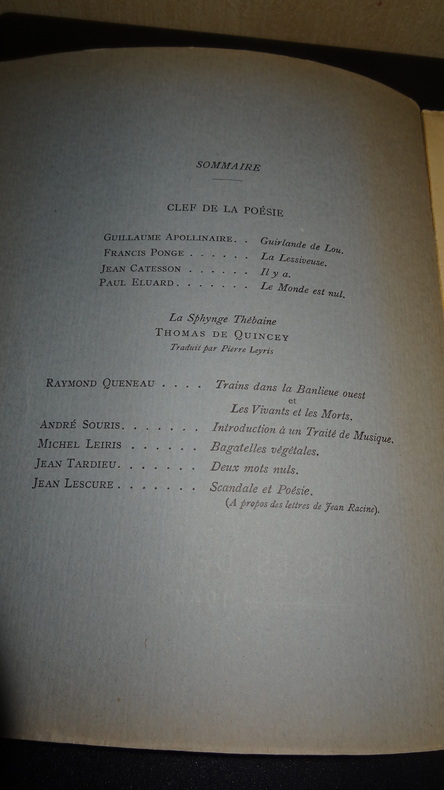 SOMMAIRE
CLEF DE LA POÉSIE
GUILLAUME APOLLINAIRE. . Guirlande de Lou.
FRANCIS PONGE . . . . . . La Lessiveuse.
JEAN CATESSON . . . . . . Il y a.
PAUL ELUARD. . . . . . . Le Monde est nul.
La Sphynge Thébaine
THOMAS DE QUINCEY
Traduit par Pierre Leyris
RAYMOND QUENEAU . . . . Trains dans la Banlieue ouest
et
Les Vivants et les Morts.
ANDRÉ SOURIS. . . . . . . Introduction à un Traité de Musique.
MICHEL LEIRIS . . . . . . Bagatelles végétales.
JEAN TARDIEU. . . . . . . Deux mots nuls.
JEAN LESCURE . . . . . . . Scandale et Poésie.
(A propos des lettres de Jean Racine).